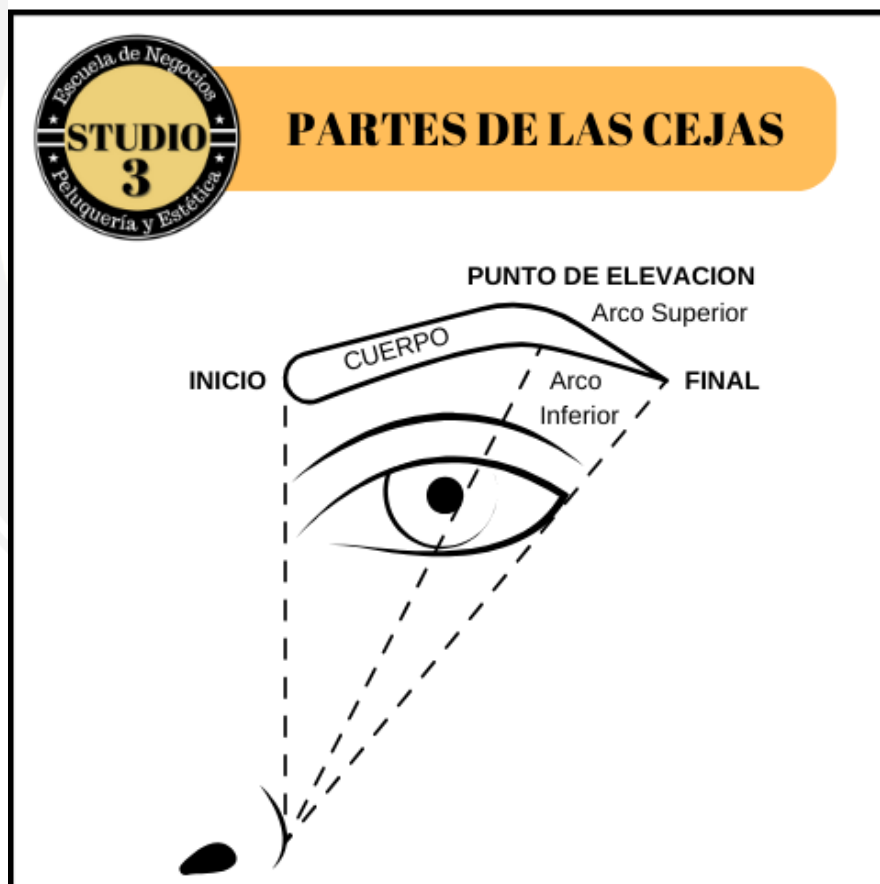 Escuela de Negocios
STUDIO
3
Peluquería y Estética
PARTES DE LAS CEJAS
PUNTO DE ELEVACION
Arco Superior
CUERPO
INICIO
Arco
Inferior
FINAL